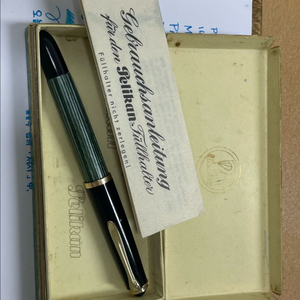 Gebrauchsanleitung
für den Pelikan-Füllhalter
Füllhalter nicht zerlegen!
Pelikan